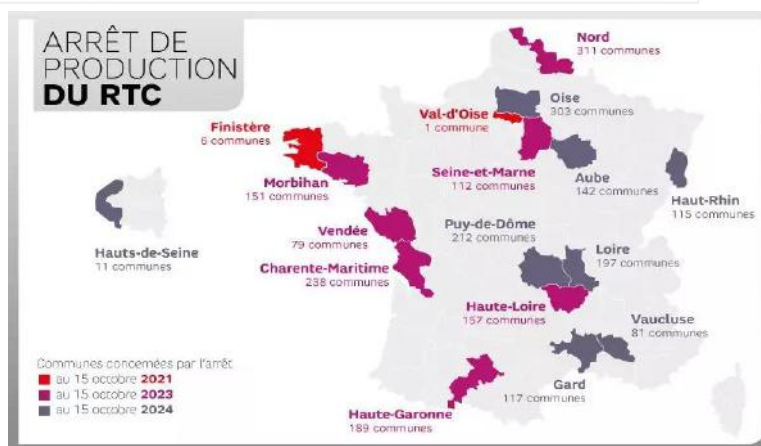 ARRÊT DE
PRODUCTION
DU RTC
Nord
311 communes
Oise
303 communes
Val-d'Oise
1 commune
Finistère
6 communes
Seine-et-Marne
112 communes
Aube
142 communes
Haut-Rhin
115 communes
Morbihan
151 communes
Hauts-de-Seine
11 communes
Vendée
79 communes
Puy-de-Dôme
212 communes
Loire
197 communes
Charente-Maritime
238 communes
Haute-Loire
157 communes
Vaucluse
81 communes
Gard
117 communes
Haute-Garonne
189 communes
Communes concernées par l'arrêt
au 15 octobre 2021
au 15 octobre 2023
au 15 octobre 2024